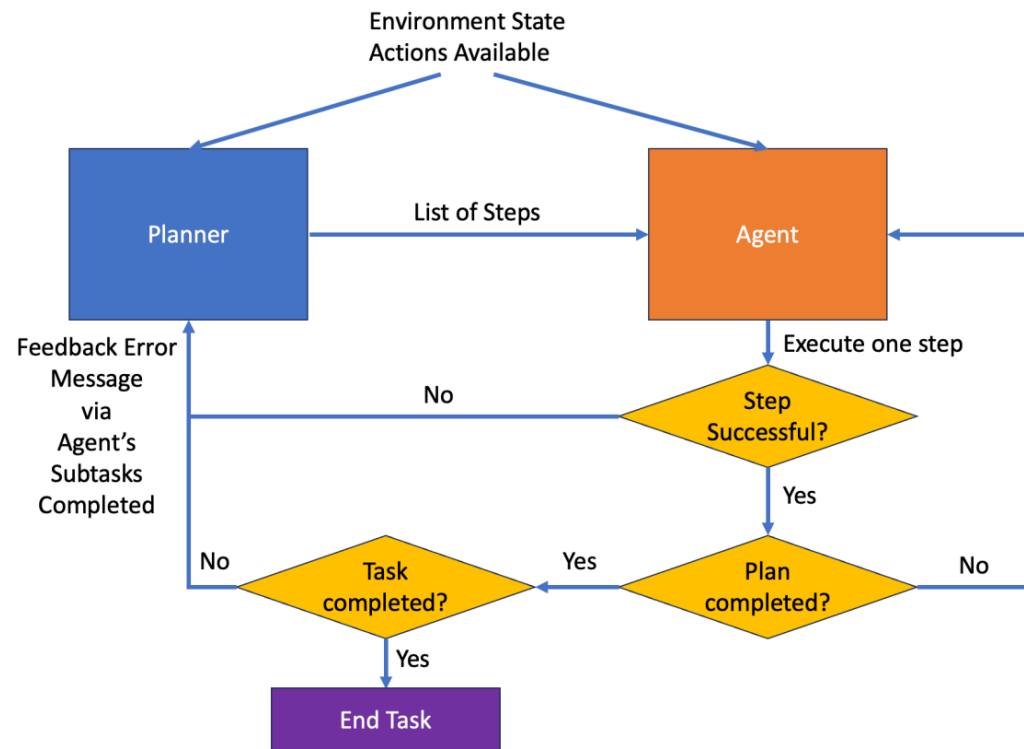 Environment State
Actions Available
Planner
List of Steps
Agent
Feedback Error
Message
via
Agent's
Subtasks
Completed
Execute one step
No
Step
Successful?
Yes
No
Task
completed?
Yes
Plan
completed?
No
Yes
End Task